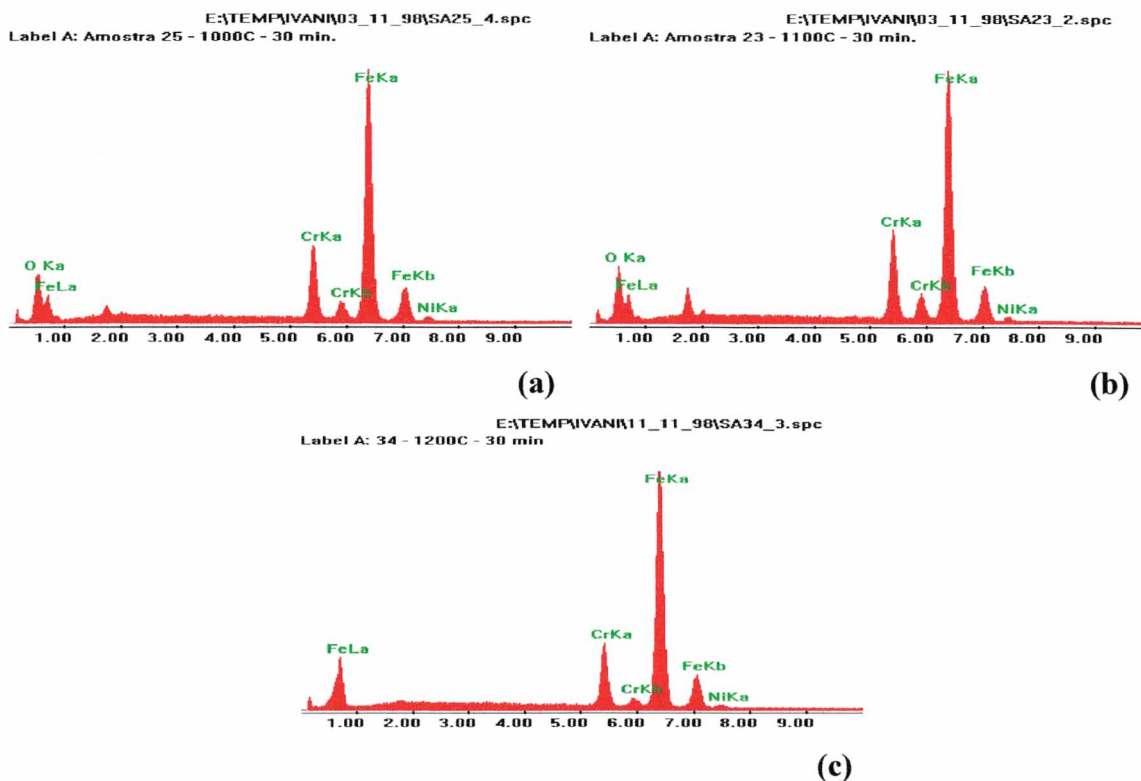 E:\TEMP\IVANI\03_11_98\SA25_4.spc
Label A: Amostra 25 - 1000C - 30 min.
FeKa
CrKa
O Ka
FeLa
CrKb
FeKb
NiKa
1.00 2.00 3.00 4.00 5.00 6.00 7.00 8.00 9.00
(a)
E:\TEMP\IVANI\03_11_98\SA23_2.spc
Label A: Amostra 23 - 1100C - 30 min.
FeKa
CrKa
O Ka
FeLa
CrKb
FeKb
NiKa
1.00 2.00 3.00 4.00 5.00 6.00 7.00 8.00 9.00
(b)
E:\TEMP\IVANI\11_11_98\SA34_3.spc
Label A: 34 - 1200C - 30 min
FeKa
CrKa
FeLa
CrKb
FeKb
NiKa
1.00 2.00 3.00 4.00 5.00 6.00 7.00 8.00 9.00
(c)